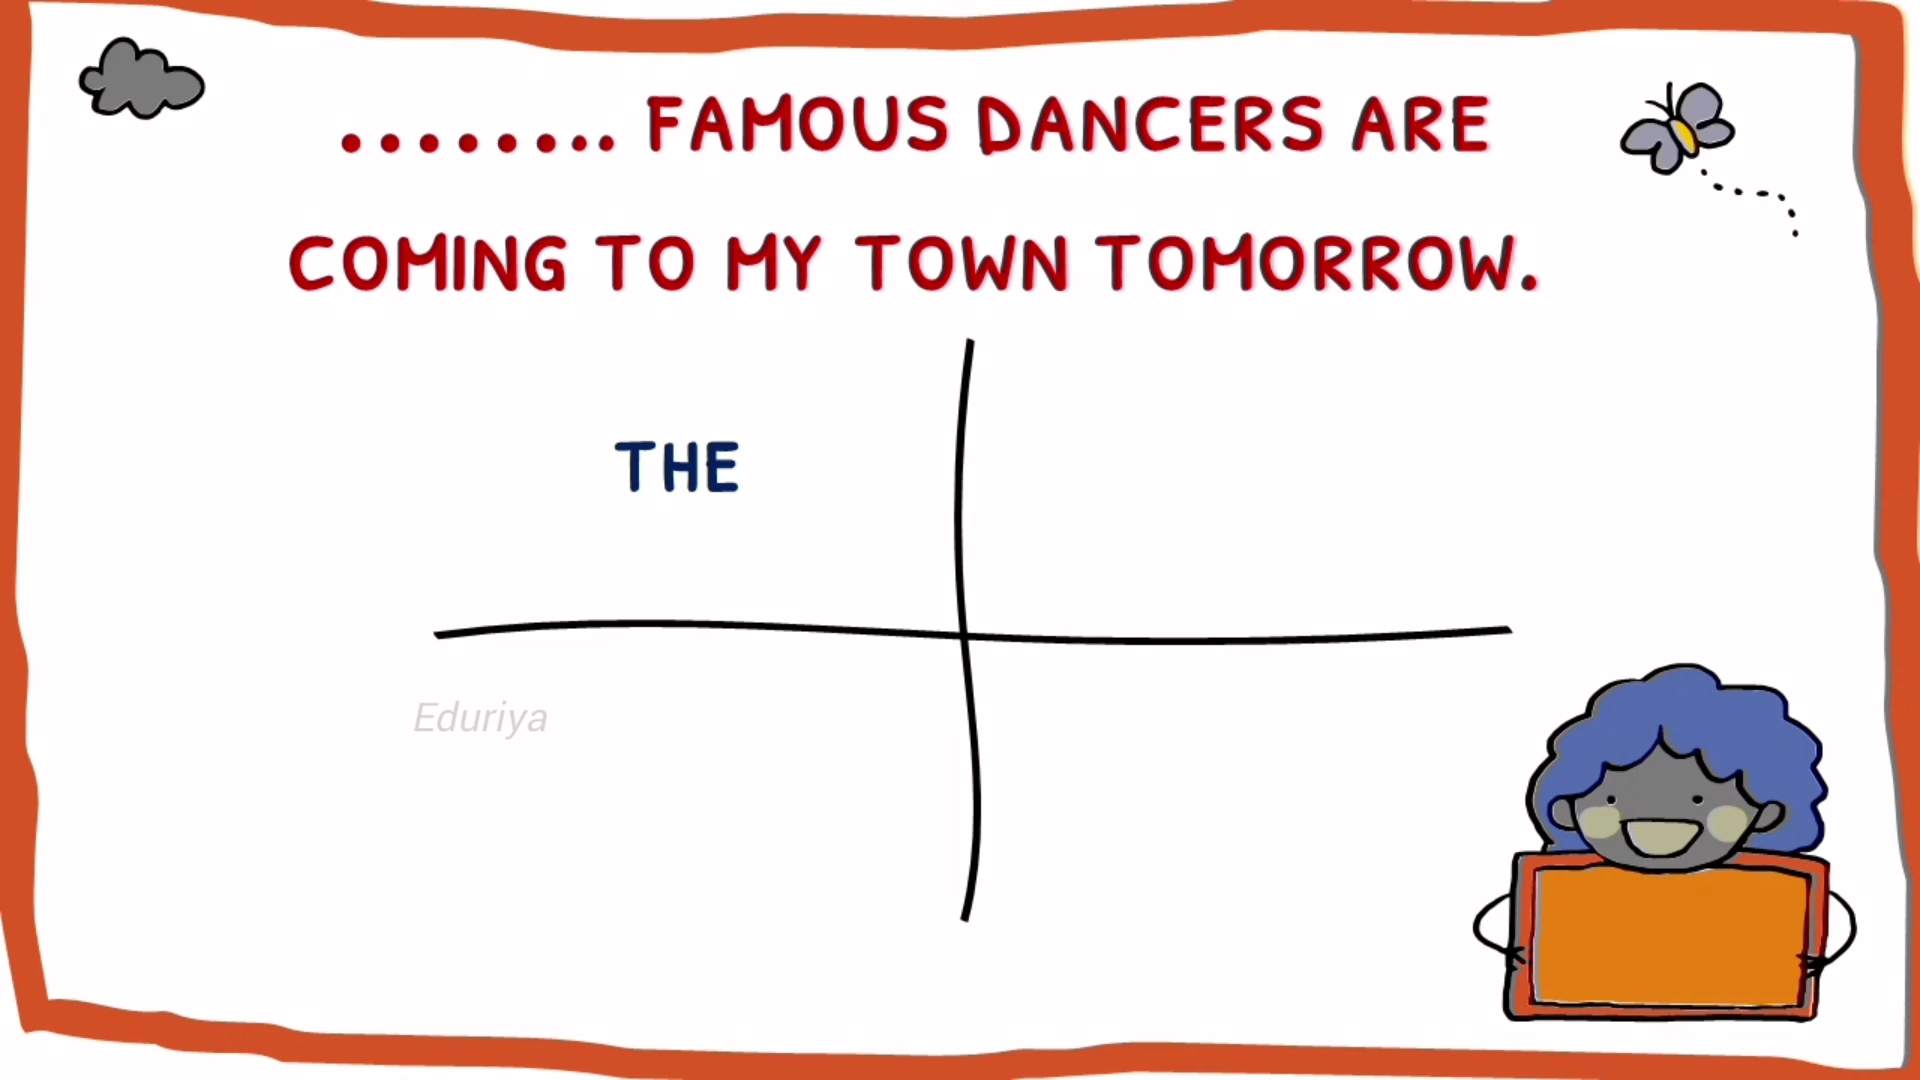 ........ FAMOUS DANCERS ARE
COMING TO MY TOWN TOMORROW.
THE
Eduriya